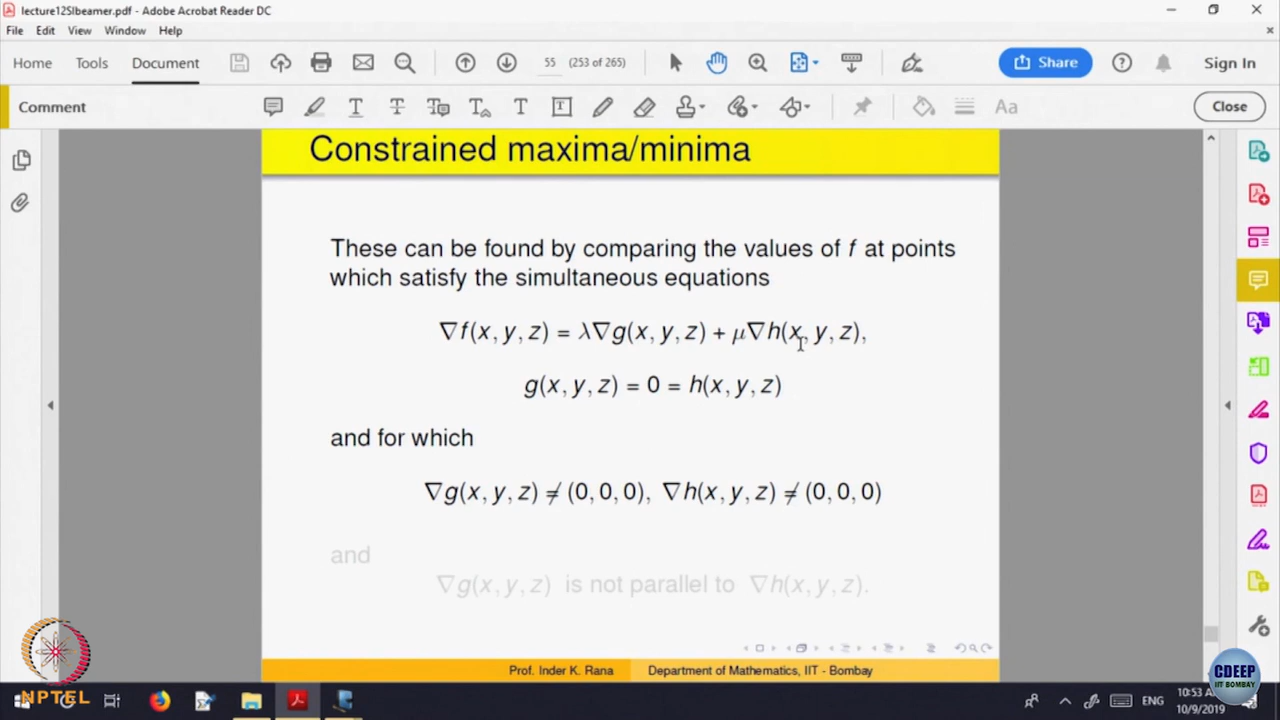 lecture12Slbeamer.pdf - Adobe Acrobat Reader DC
File Edit View Window Help
Home Tools Document 55 (253 of 265) Share Sign In
Comment Close
Constrained maxima/minima
These can be found by comparing the values of f at points
which satisfy the simultaneous equations
∇f(x, y, z) = λ∇g(x, y, z) + μ∇h(x, y, z),
g(x, y, z) = 0 = h(x, y, z)
and for which
∇g(x, y, z) ≠ (0, 0, 0), ∇h(x, y, z) ≠ (0, 0, 0)
and
∇g(x, y, z) is not parallel to ∇h(x, y, z).
Prof. Inder K. Rana Department of Mathematics, IIT - Bombay
NPTEL
CDEEP
IIT BOMBAY
ENG
10:53
10/9/2019